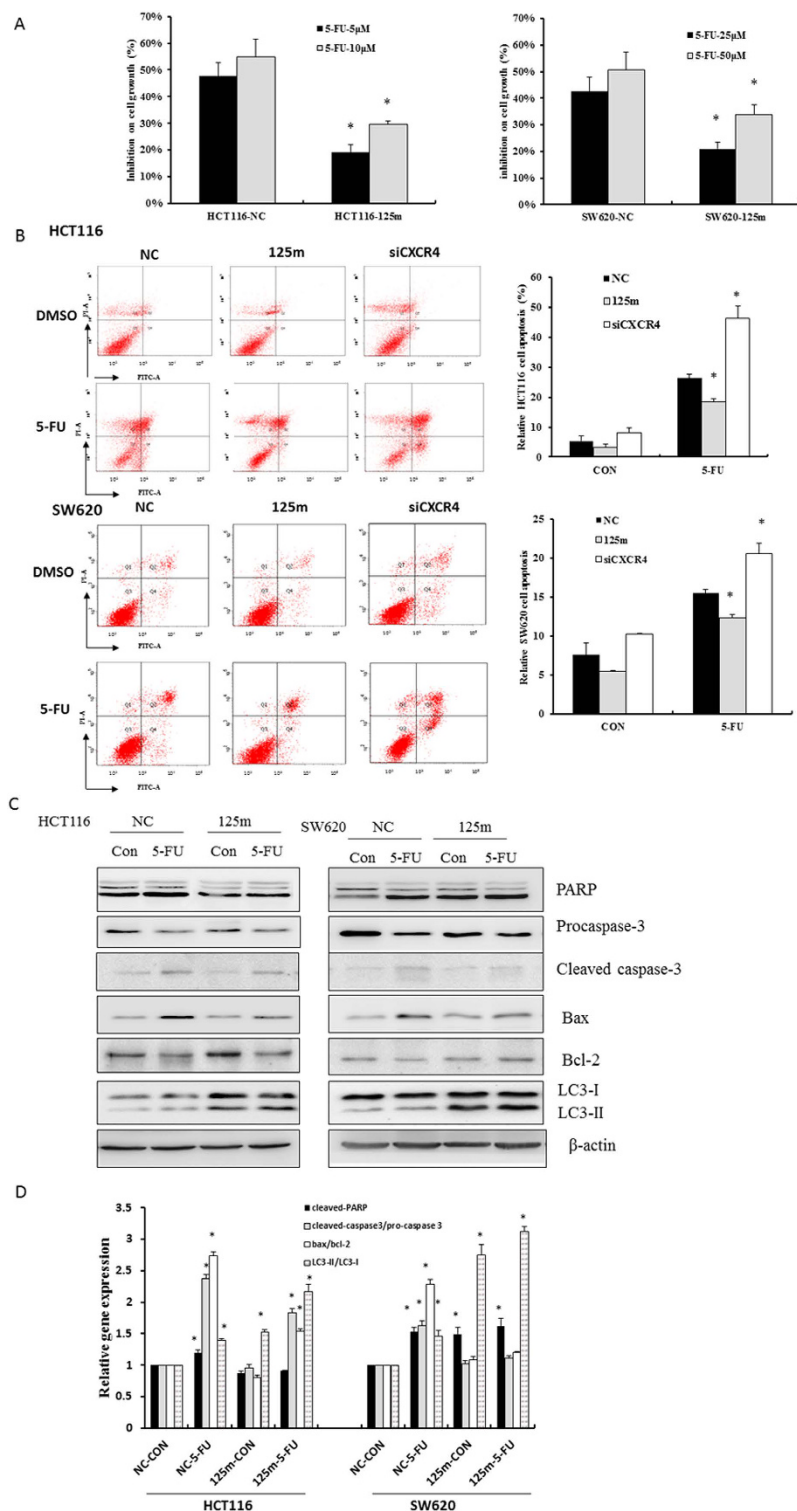 A
70%
60%
50%
40%
30%
20%
10%
0%
Inhibition on cell growth (%)
5-FU-5μM
5-FU-10μM
*
*
HCT116-NC
HCT116-125m
70%
60%
50%
40%
30%
20%
10%
0%
inhibition on cell growth (%)
5-FU-25μM
5-FU-50μM
*
*
SW620-NC
SW620-125m
B
HCT116
NC
125m
siCXCR4
DMSO
FITC-A
5-FU
FITC-A
SW620
NC
125m
siCXCR4
DMSO
Q1
Q3
Q4
FITC-A
5-FU
FITC-A
60
50
40
30
20
10
0
Relative HCT116 cell apoptosis (%)
NC
125m
siCXCR4
*
*
CON
5-FU
25
20
15
10
5
0
Relative SW620 cell apoptosis
NC
125m
siCXCR4
*
*
CON
5-FU
C
HCT116
NC
125m
SW620
NC
125m
Con 5-FU Con 5-FU
Con 5-FU Con 5-FU
PARP
Procaspase-3
Cleaved caspase-3
Bax
Bcl-2
LC3-I
LC3-II
β-actin
D
3.5
3
2.5
2
1.5
1
0.5
0
Relative gene expression
cleaved-PARP
cleaved-caspase3/pro-caspase 3
bax/bcl-2
LC3-II/LC3-I
NC-CON
NC-5-FU
125m-CON
125m-5-FU
NC-CON
NC-5-FU
125m-CON
125m-5-FU
HCT116
SW620